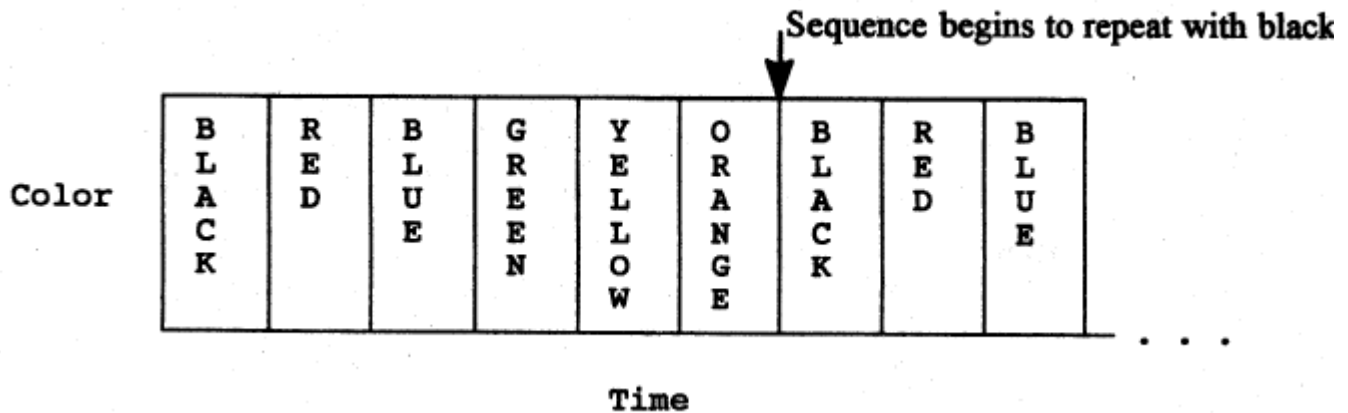 Sequence begins to repeat with black
Color
BLACK
RED
BLUE
GREEN
YELLOW
ORANGE
BLACK
RED
BLUE
. . .
Time